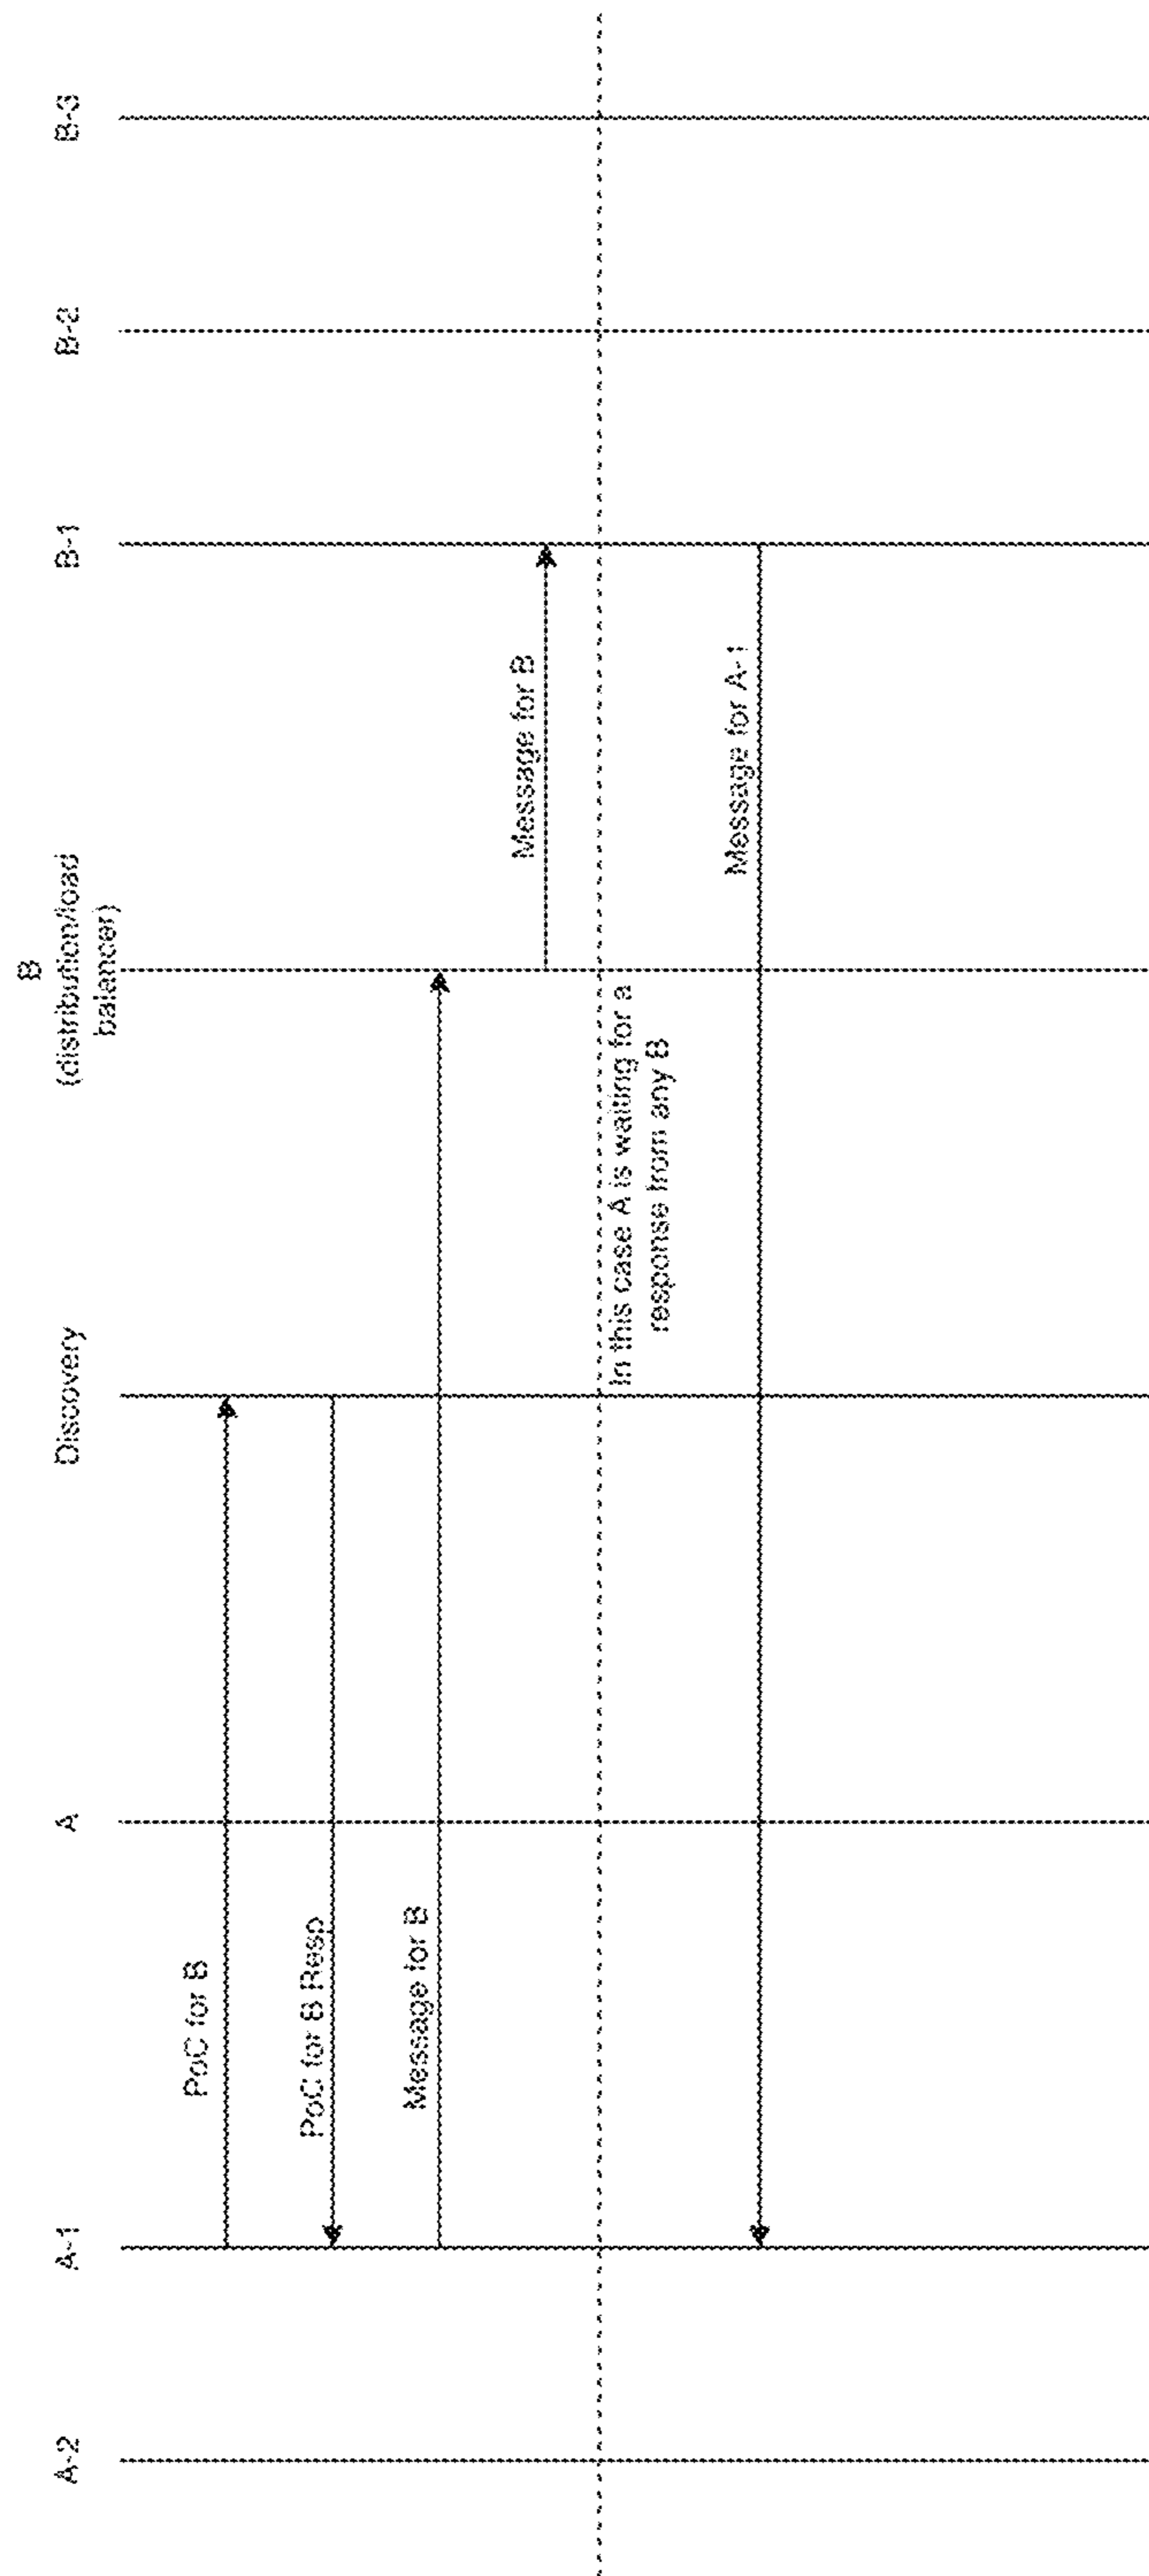 A-2
A-1
A
Discovery
B
(distribution/load
balancer)
B-1
B-2
B-3
PoC for B
PoC for B Resp
Message for B
Message for B
In this case A is waiting for a
response from any B
Message for A-1